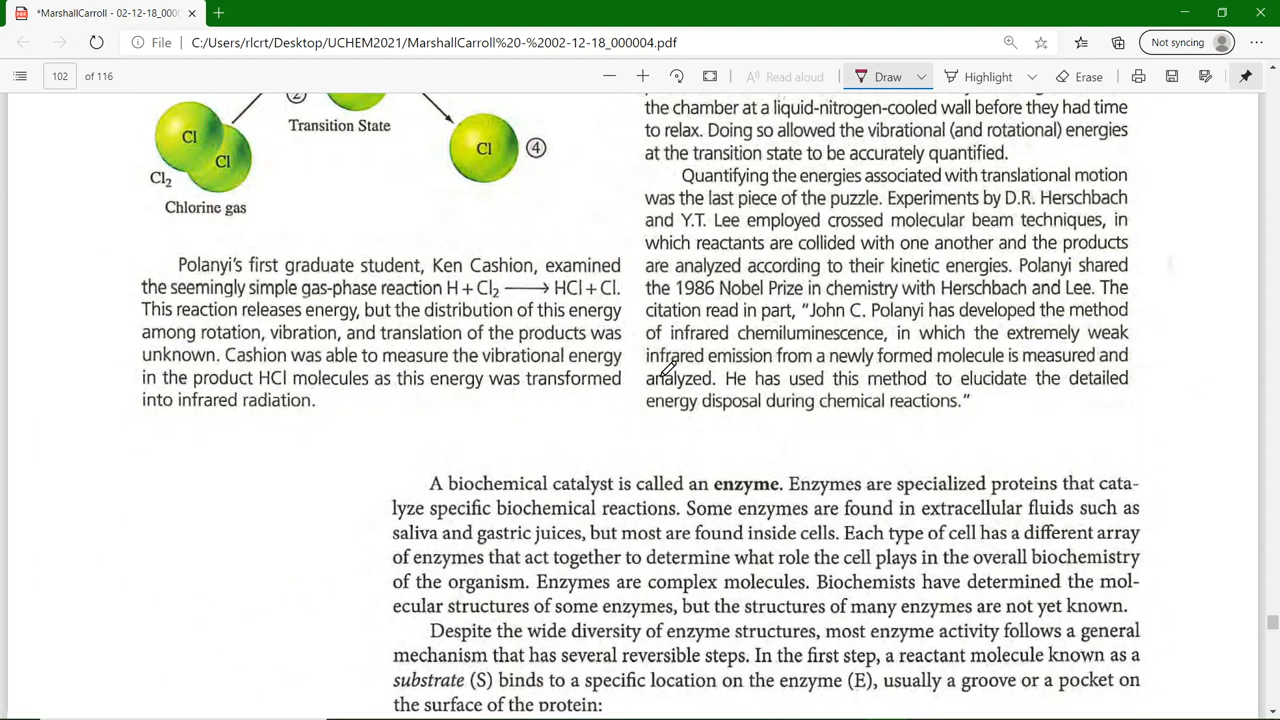 *MarshallCarroll - 02-12-18_000
File
C:/Users/rlcrt/Desktop/UCHEM2021/MarshallCarroll%20-%2002-12-18_000004.pdf
Not syncing
102 of 116
Read aloud
Draw
Highlight
Erase
Cl
Cl
Cl2
Chlorine gas
②
Transition State
Cl
④
Polanyi's first graduate student, Ken Cashion, examined
the seemingly simple gas-phase reaction H + Cl2 ⟶ HCl + Cl.
This reaction releases energy, but the distribution of this energy
among rotation, vibration, and translation of the products was
unknown. Cashion was able to measure the vibrational energy
in the product HCl molecules as this energy was transformed
into infrared radiation.
the chamber at a liquid-nitrogen-cooled wall before they had time
to relax. Doing so allowed the vibrational (and rotational) energies
at the transition state to be accurately quantified.
Quantifying the energies associated with translational motion
was the last piece of the puzzle. Experiments by D.R. Herschbach
and Y.T. Lee employed crossed molecular beam techniques, in
which reactants are collided with one another and the products
are analyzed according to their kinetic energies. Polanyi shared
the 1986 Nobel Prize in chemistry with Herschbach and Lee. The
citation read in part, “John C. Polanyi has developed the method
of infrared chemiluminescence, in which the extremely weak
infrared emission from a newly formed molecule is measured and
analyzed. He has used this method to elucidate the detailed
energy disposal during chemical reactions.”
A biochemical catalyst is called an enzyme. Enzymes are specialized proteins that cata-
lyze specific biochemical reactions. Some enzymes are found in extracellular fluids such as
saliva and gastric juices, but most are found inside cells. Each type of cell has a different array
of enzymes that act together to determine what role the cell plays in the overall biochemistry
of the organism. Enzymes are complex molecules. Biochemists have determined the mol-
ecular structures of some enzymes, but the structures of many enzymes are not yet known.
Despite the wide diversity of enzyme structures, most enzyme activity follows a general
mechanism that has several reversible steps. In the first step, a reactant molecule known as a
substrate (S) binds to a specific location on the enzyme (E), usually a groove or a pocket on
the surface of the protein: